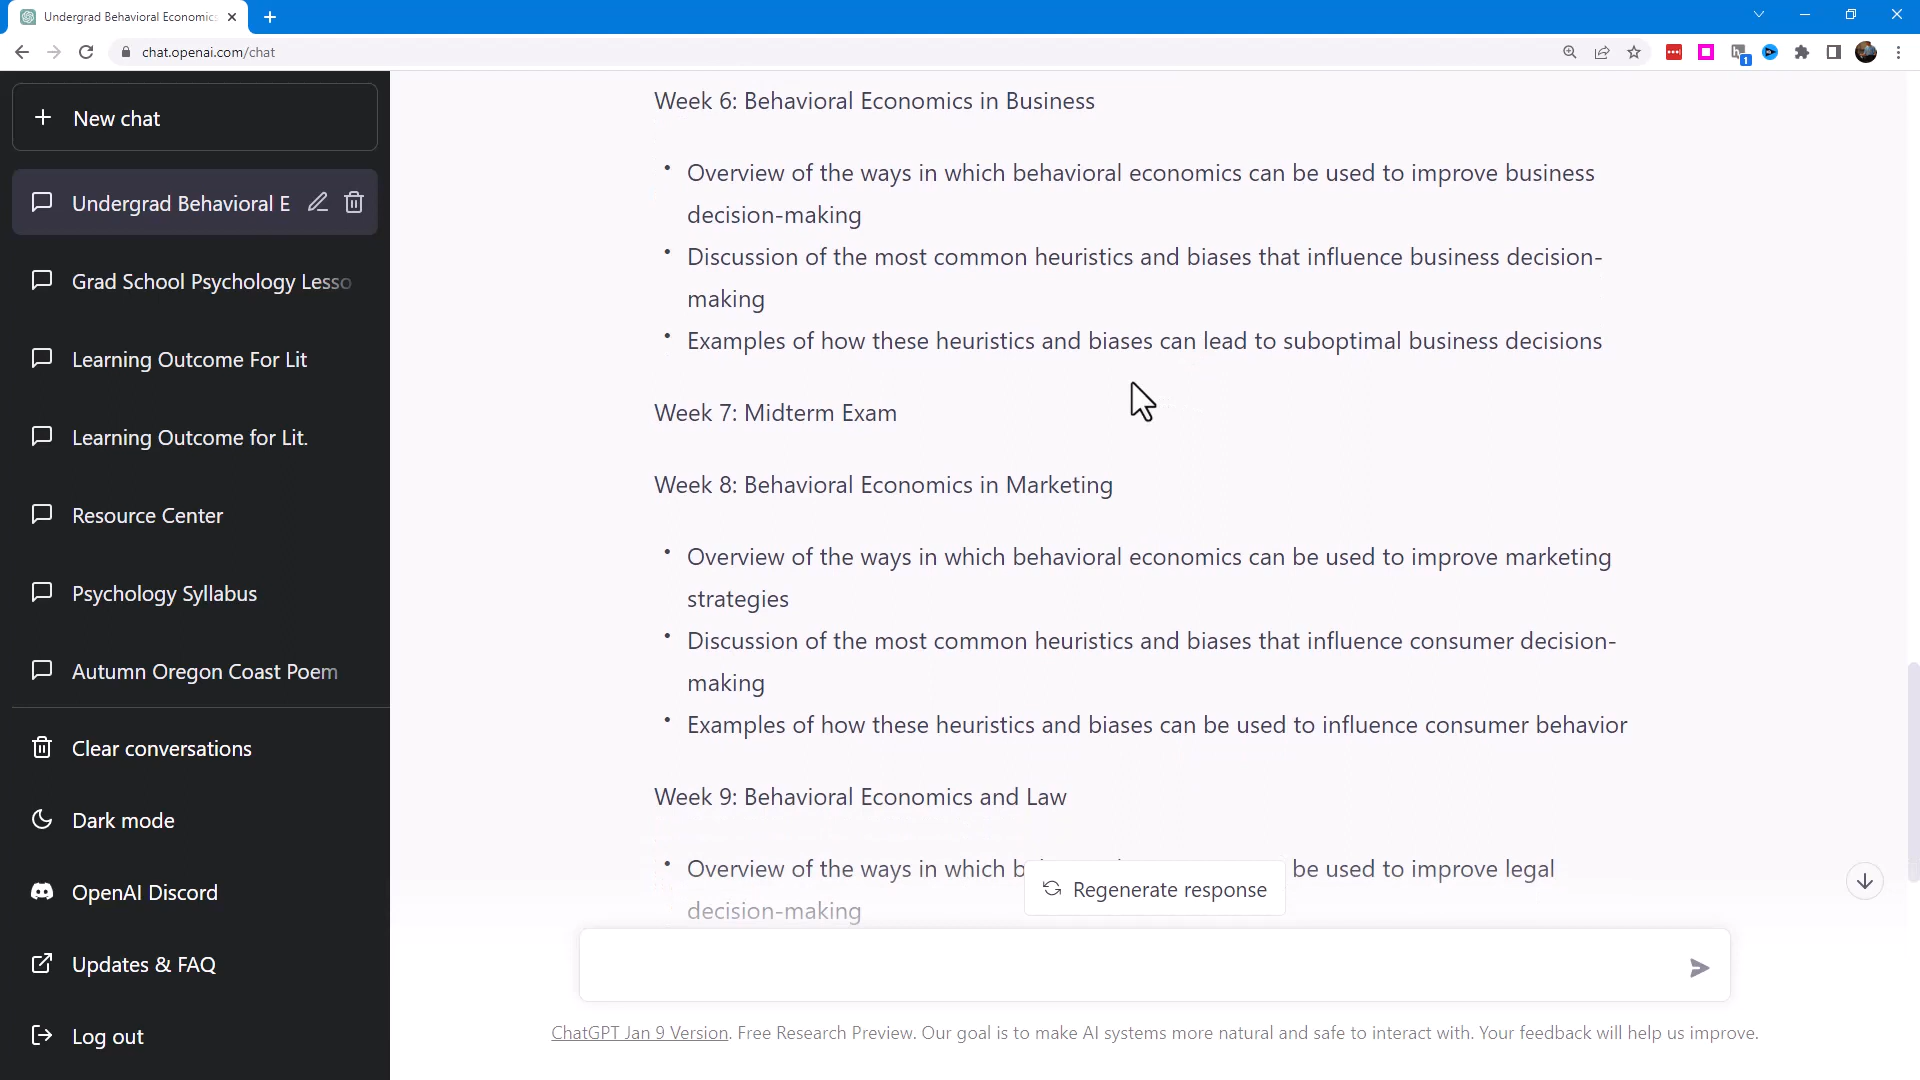 Undergrad Behavioral Economics
chat.openai.com/chat
1
New chat
Undergrad Behavioral E
Grad School Psychology Lesso
Learning Outcome For Lit
Learning Outcome for Lit.
Resource Center
Psychology Syllabus
Autumn Oregon Coast Poem
Clear conversations
Dark mode
OpenAI Discord
Updates & FAQ
Log out
Week 6: Behavioral Economics in Business
• Overview of the ways in which behavioral economics can be used to improve business
decision-making
• Discussion of the most common heuristics and biases that influence business decision-
making
• Examples of how these heuristics and biases can lead to suboptimal business decisions
Week 7: Midterm Exam
Week 8: Behavioral Economics in Marketing
• Overview of the ways in which behavioral economics can be used to improve marketing
strategies
• Discussion of the most common heuristics and biases that influence consumer decision-
making
• Examples of how these heuristics and biases can be used to influence consumer behavior
Week 9: Behavioral Economics and Law
• Overview of the ways in which be used to improve legal
decision-making
Regenerate response
ChatGPT Jan 9 Version. Free Research Preview. Our goal is to make AI systems more natural and safe to interact with. Your feedback will help us improve.